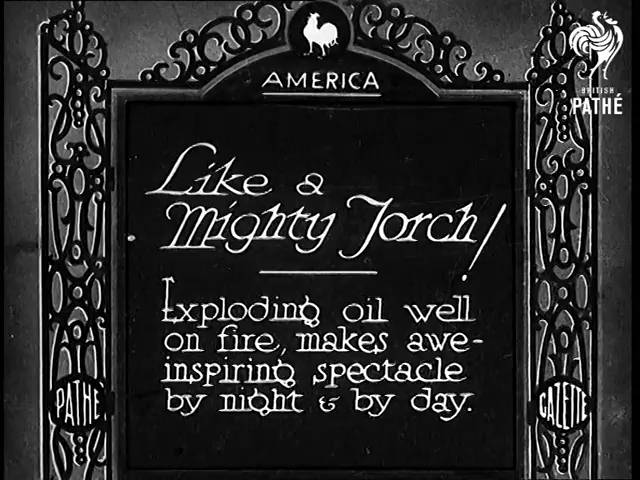 AMERICA
BRITISH
PATHÉ
Like a
Mighty Torch!
Exploding oil well
on fire, makes awe-
inspiring spectacle
by night & by day.
PATHE
GAZETTE